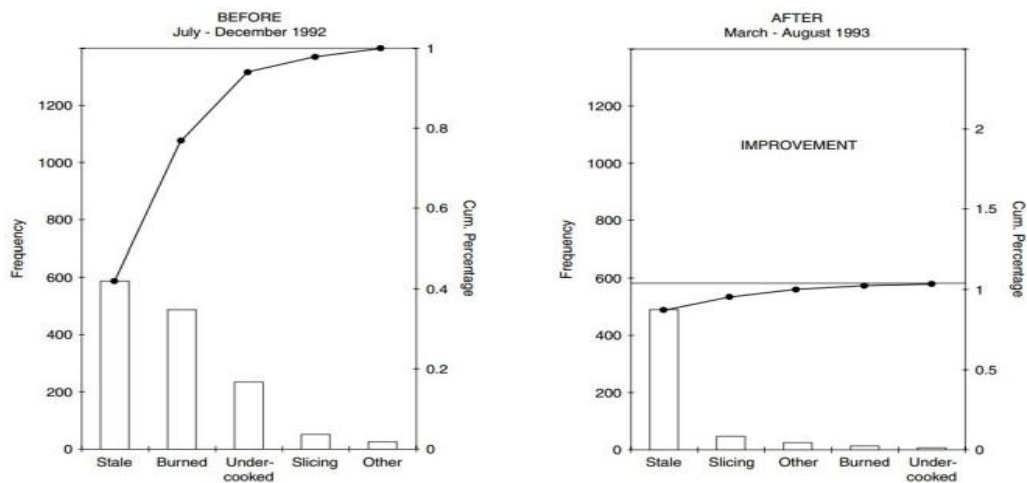 BEFORE
July - December 1992
1200
1000
800
600
400
200
0
Frequency
1
0.8
0.6
0.4
0.2
0
Cum. Percentage
Stale
Burned
Under-
cooked
Slicing
Other
AFTER
March - August 1993
IMPROVEMENT
1200
1000
800
600
400
200
0
Frequency
2
1.5
1
0.5
0
Cum. Percentage
Stale
Slicing
Other
Burned
Under-
cooked